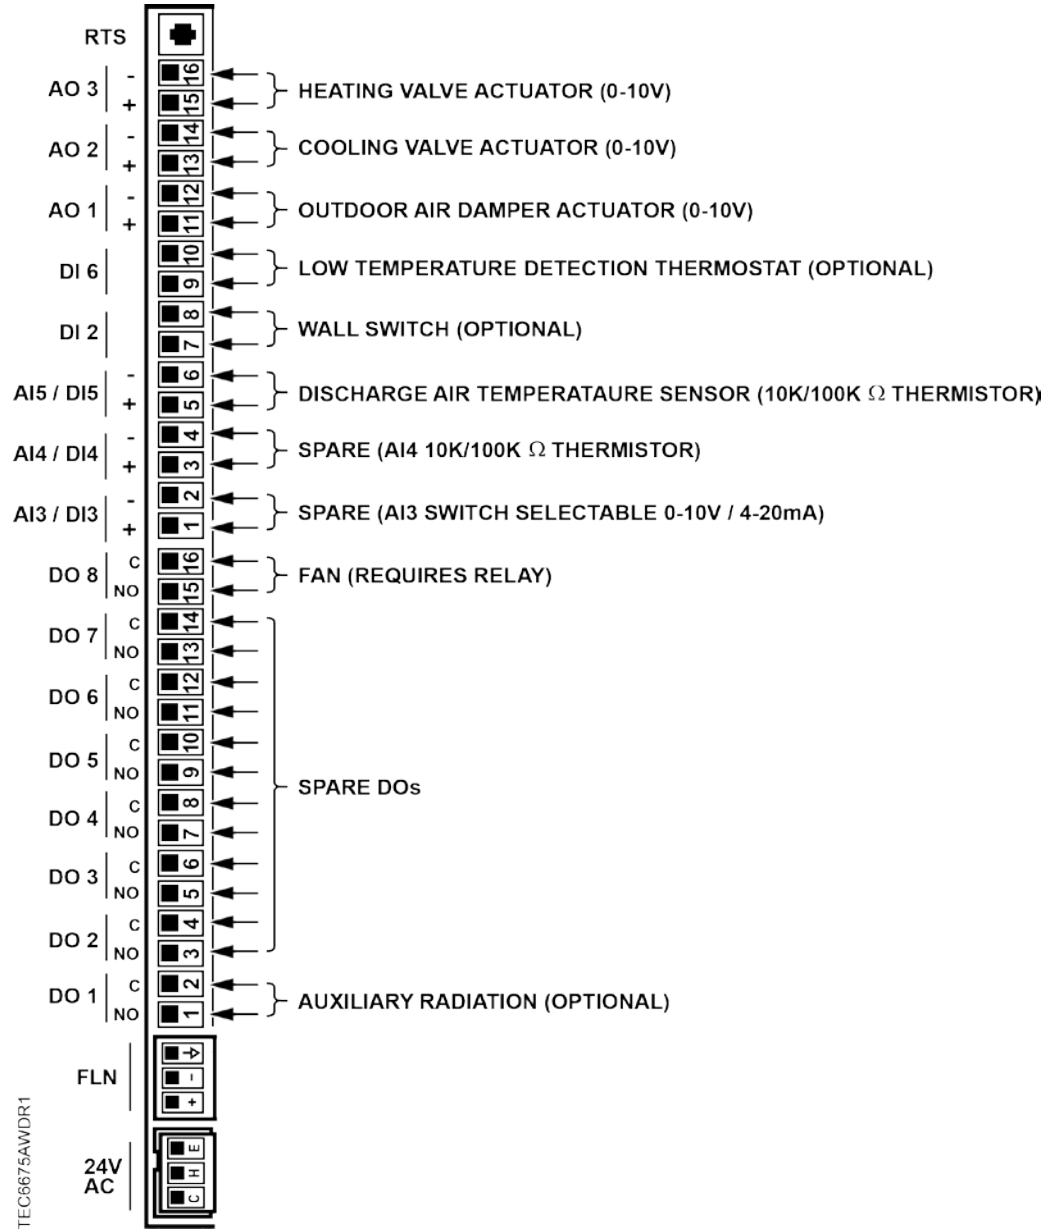 RTS
AO 3 - 16
+ 15
HEATING VALVE ACTUATOR (0-10V)
AO 2 - 14
+ 13
COOLING VALVE ACTUATOR (0-10V)
AO 1 - 12
+ 11
OUTDOOR AIR DAMPER ACTUATOR (0-10V)
DI 6 10
9
LOW TEMPERATURE DETECTION THERMOSTAT (OPTIONAL)
DI 2 8
7
WALL SWITCH (OPTIONAL)
AI5 / DI5 - 6
+ 5
DISCHARGE AIR TEMPERATAURE SENSOR (10K/100K Ω THERMISTOR)
AI4 / DI4 - 4
+ 3
SPARE (AI4 10K/100K Ω THERMISTOR)
AI3 / DI3 - 2
+ 1
SPARE (AI3 SWITCH SELECTABLE 0-10V / 4-20mA)
DO 8 C 16
NO 15
FAN (REQUIRES RELAY)
DO 7 C 14
NO 13
DO 6 C 12
NO 11
DO 5 C 10
NO 9
DO 4 C 8
NO 7
DO 3 C 6
NO 5
DO 2 C 4
NO 3
SPARE DOs
DO 1 C 2
NO 1
AUXILIARY RADIATION (OPTIONAL)
FLN
-
+
24V
AC
E
H
C
TEC6675AWDR1